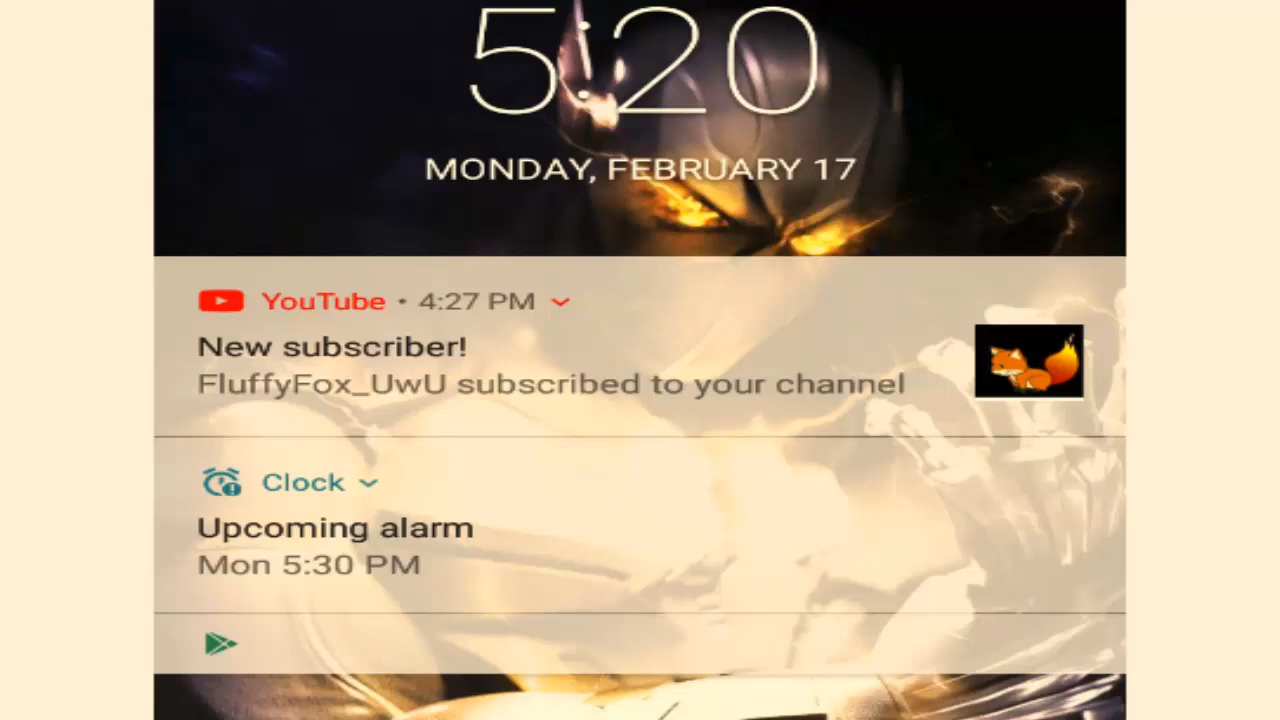 5:20
MONDAY, FEBRUARY 17
YouTube • 4:27 PM
New subscriber!
FluffyFox_UwU subscribed to your channel
Clock
Upcoming alarm
Mon 5:30 PM